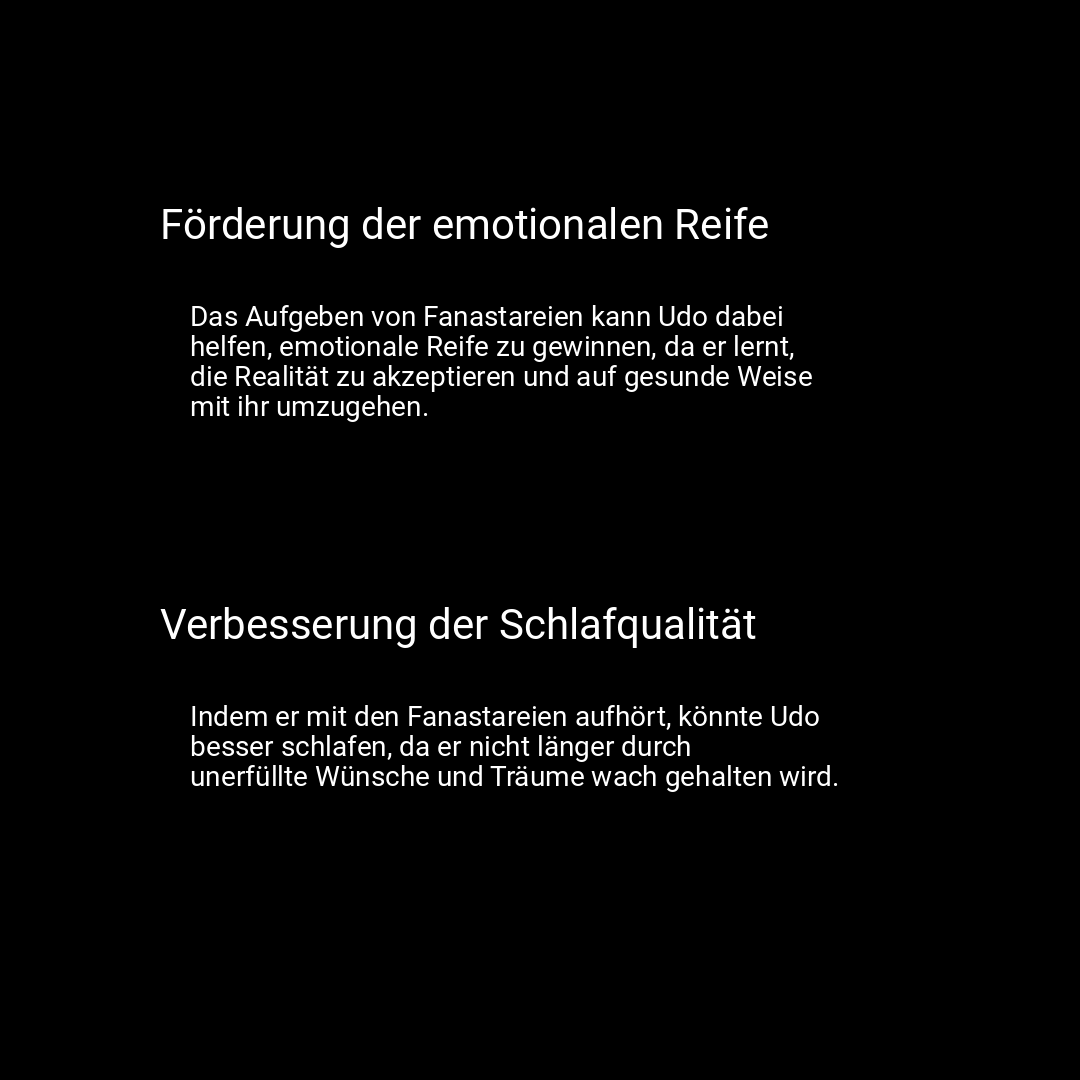 Förderung der emotionalen Reife
Das Aufgeben von Fanastareien kann Udo dabei
helfen, emotionale Reife zu gewinnen, da er lernt,
die Realität zu akzeptieren und auf gesunde Weise
mit ihr umzugehen.
Verbesserung der Schlafqualität
Indem er mit den Fanastareien aufhört, könnte Udo
besser schlafen, da er nicht länger durch
unerfüllte Wünsche und Träume wach gehalten wird.